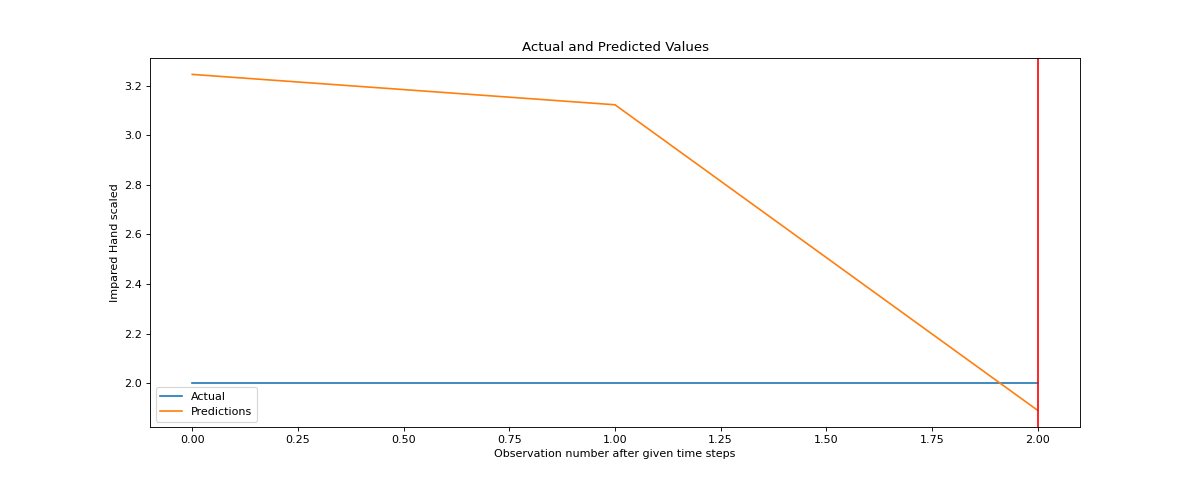 Actual and Predicted Values
Impared Hand scaled
3.2
3.0
2.8
2.6
2.4
2.2
2.0
Actual
Predictions
0.00 0.25 0.50 0.75 1.00 1.25 1.50 1.75 2.00
Observation number after given time steps